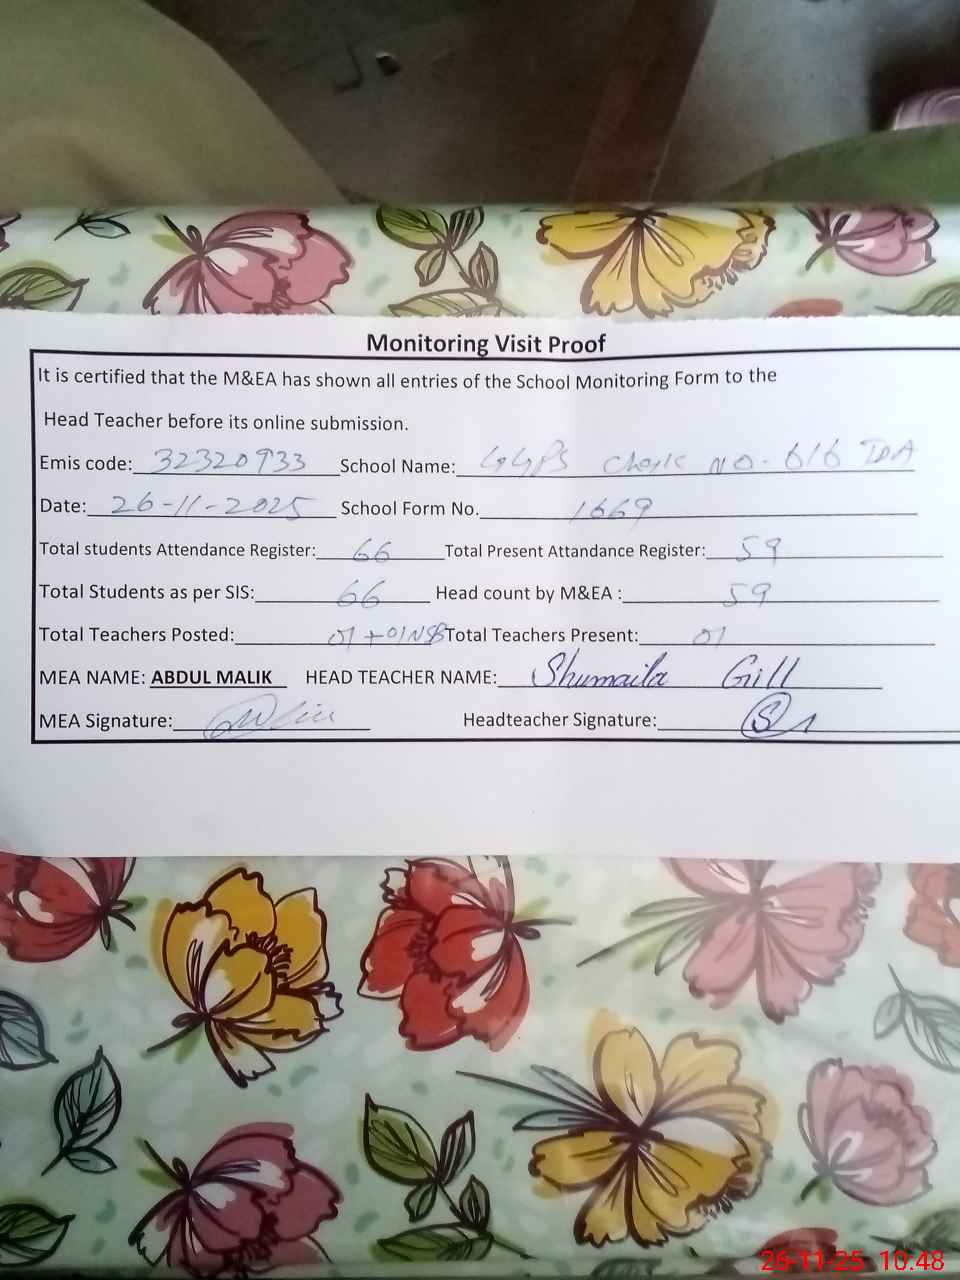 Monitoring Visit Proof
It is certified that the M&EA has shown all entries of the School Monitoring Form to the
Head Teacher before its online submission.
Emis code: 32320933 School Name: GGPS Chak NO. 616 TDA
Date: 26-11-2025 School Form No. 1669
Total students Attendance Register: 66 Total Present Attandance Register: 59
Total Students as per SIS: 66 Head count by M&EA : 59
Total Teachers Posted: 01+01NSB Total Teachers Present: 01
MEA NAME: ABDUL MALIK HEAD TEACHER NAME: Shumaila Gill
MEA Signature: Headteacher Signature:
26-11-25 10:48